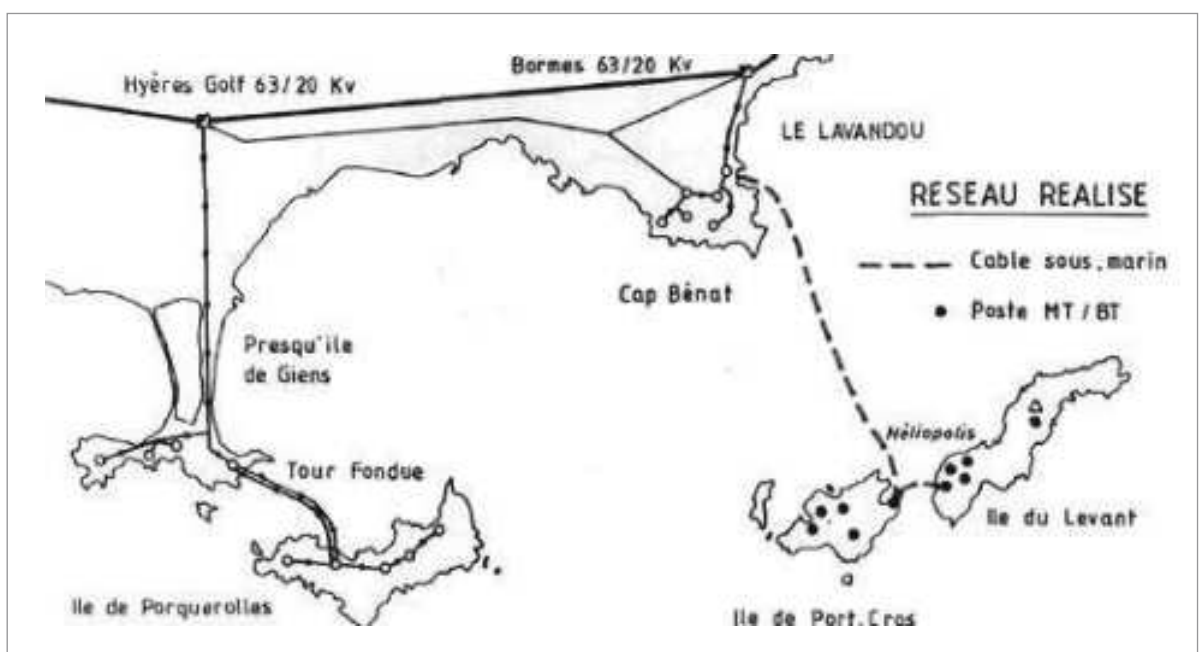 Bormes 63/20 Kv
Hyères Golf 63/20 Kv
LE LAVANDOU
RESEAU REALISE
Cable sous.marin
Cap Bénat
Poste MT/BT
Presqu'ile
de Giens
Héliopolis
Tour Fondue
Ile du Levant
Ile de Porquerolles
Ile de Port.Cros